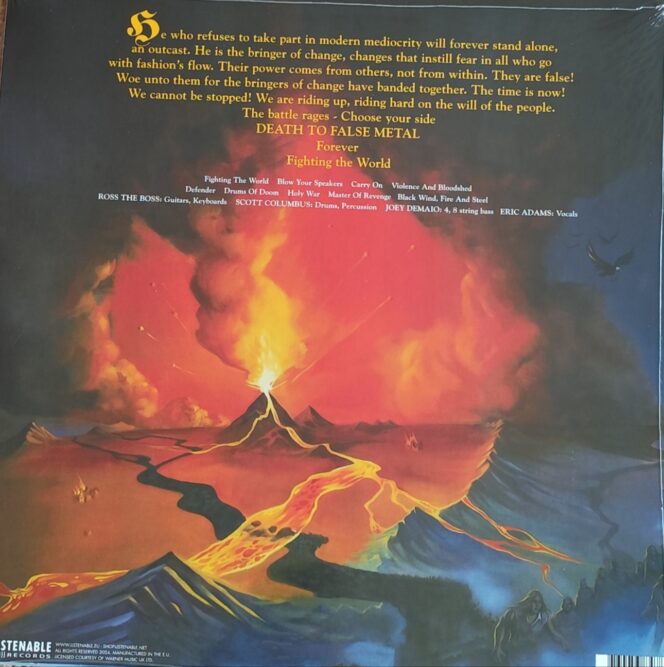 He who refuses to take part in modern mediocrity will forever stand alone,
an outcast. He is the bringer of change, changes that instill fear in all who go
with fashion's flow. Their power comes from others, not from within. They are false!
Woe unto them for the bringers of change have banded together. The time is now!
We cannot be stopped! We are riding up, riding hard on the will of the people.
The battle rages - Choose your side
DEATH TO FALSE METAL
Forever
Fighting the World
Fighting The World Blow Your Speakers Carry On Violence And Bloodshed
Defender Drums Of Doom Holy War Master Of Revenge Black Wind, Fire And Steel
ROSS THE BOSS: Guitars, Keyboards SCOTT COLUMBUS: Drums, Percussion JOEY DEMAIO: 4, 8 string bass ERIC ADAMS: Vocals
STENABLE
RECORDS
WWW.LISTENABLE.EU - SHOP-LISTENABLE.NET
ALL RIGHTS RESERVED 2024. MANUFACTURED IN THE E.U.
LICENSED COURTESY OF WARNER MUSIC UK LTD.